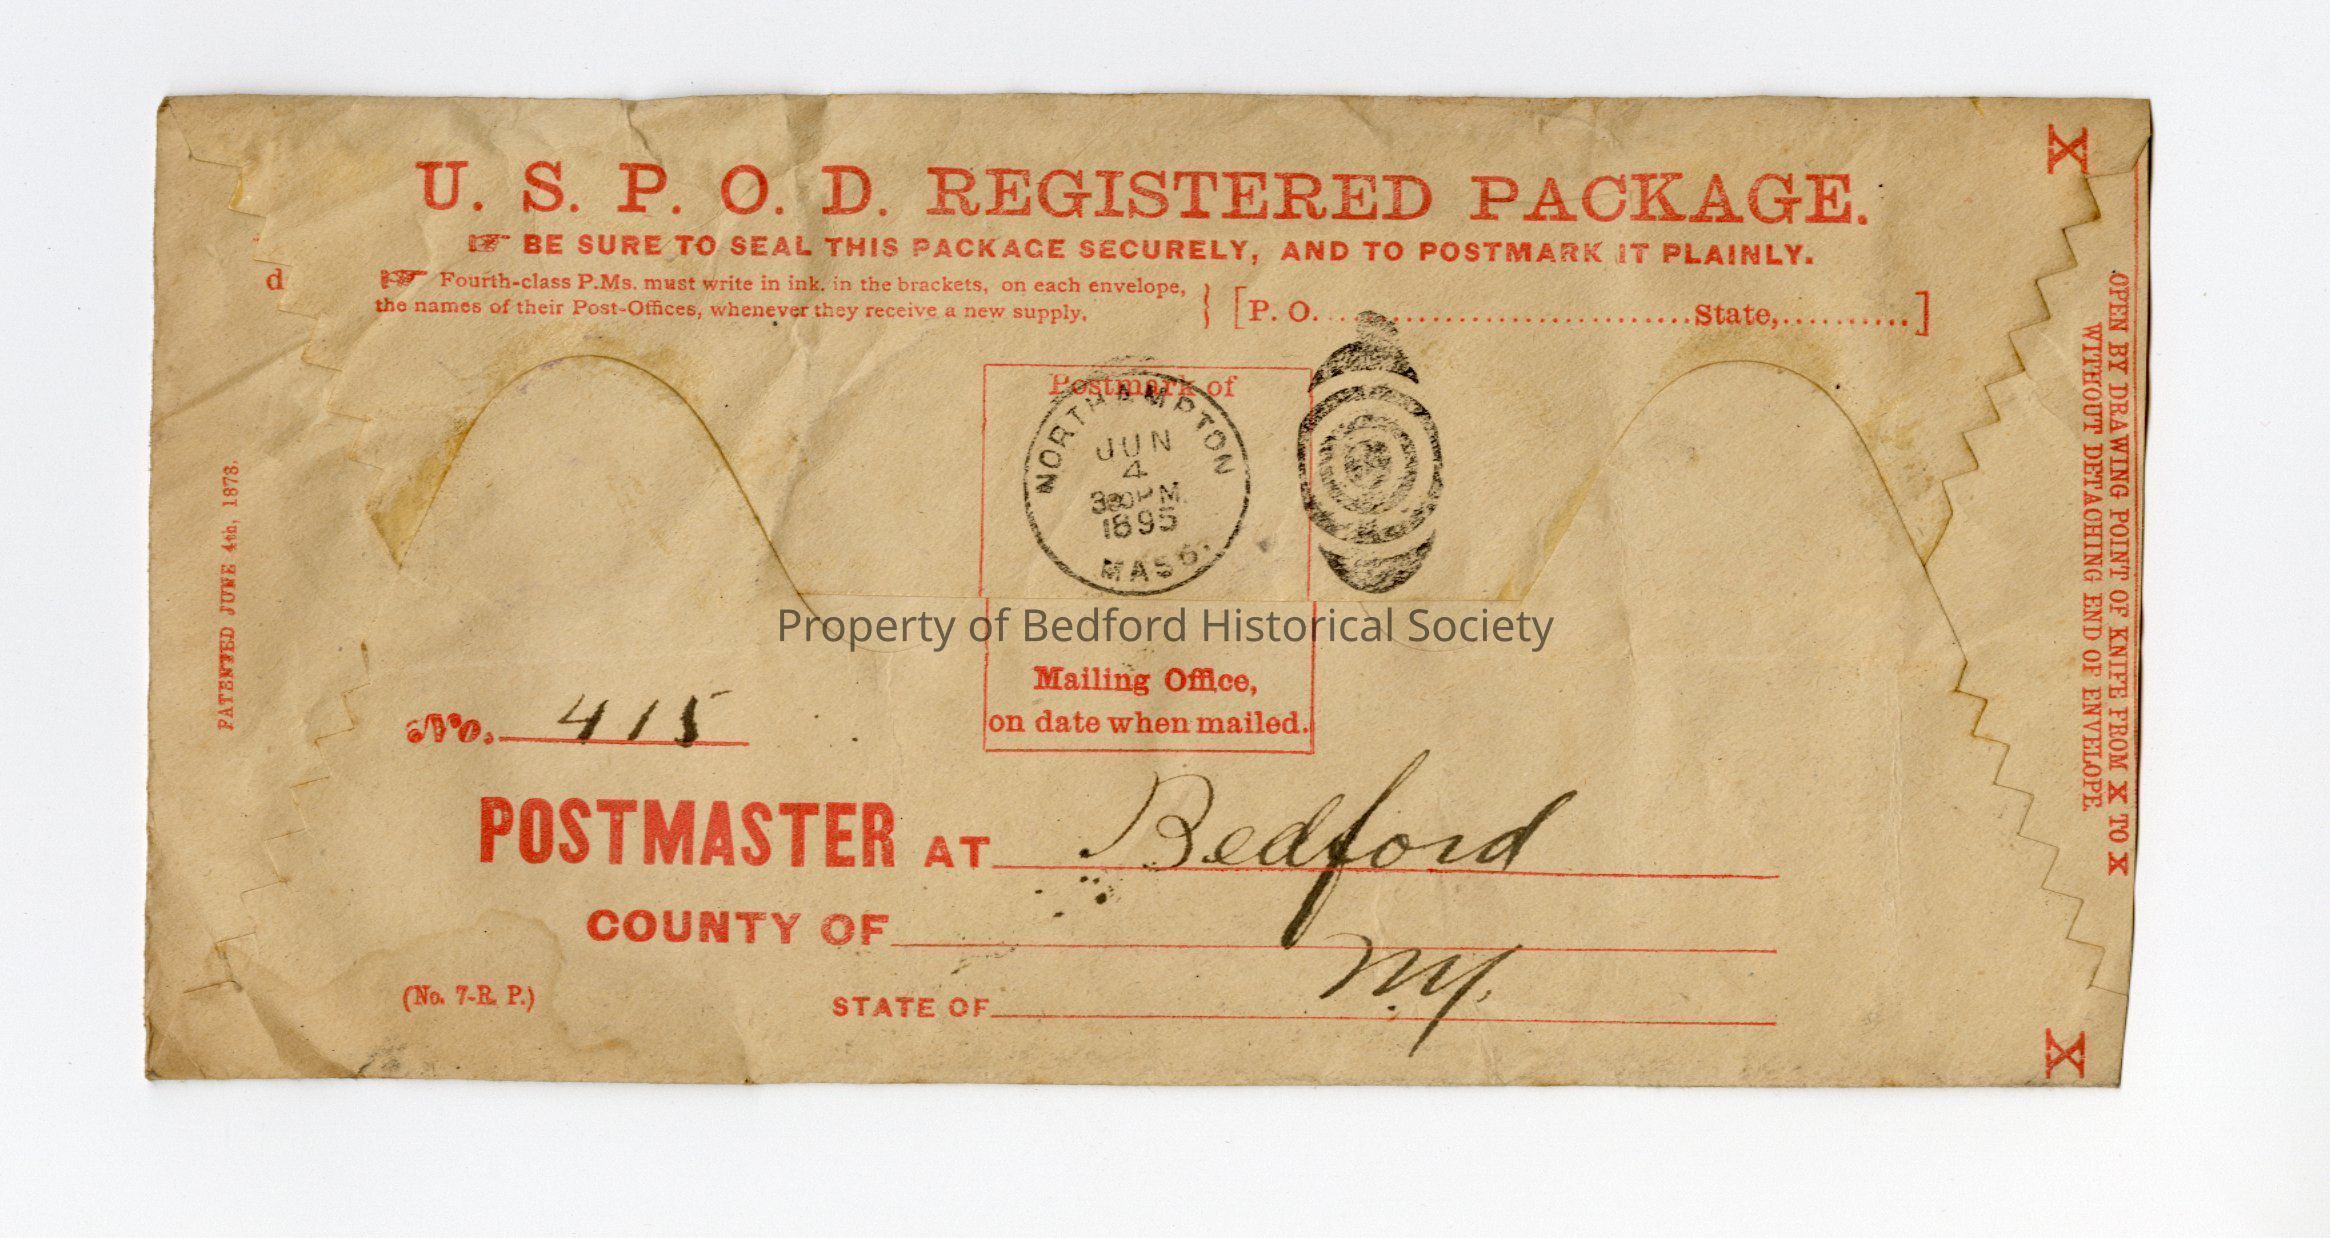 U. S. P. O. D. REGISTERED PACKAGE.
☞ BE SURE TO SEAL THIS PACKAGE SECURELY, AND TO POSTMARK IT PLAINLY.
☞ Fourth-class P.Ms. must write in ink, in the brackets, on each envelope,
the names of their Post-Offices, whenever they receive a new supply.
} [P. O. .............................. State, ..........]
d
PATENTED JUNE 4th, 1878.
Postmark of
NORTHAMPTON
JUN
4
PM.
1895
MASS.
Property of Bedford Historical Society
Mailing Office,
on date when mailed.
No. 415
POSTMASTER AT Bedford
COUNTY OF
N.Y.
STATE OF
(No. 7-R. P.)
X
OPEN BY DRAWING POINT OF KNIFE FROM X TO X
WITHOUT DETACHING END OF ENVELOPE
X